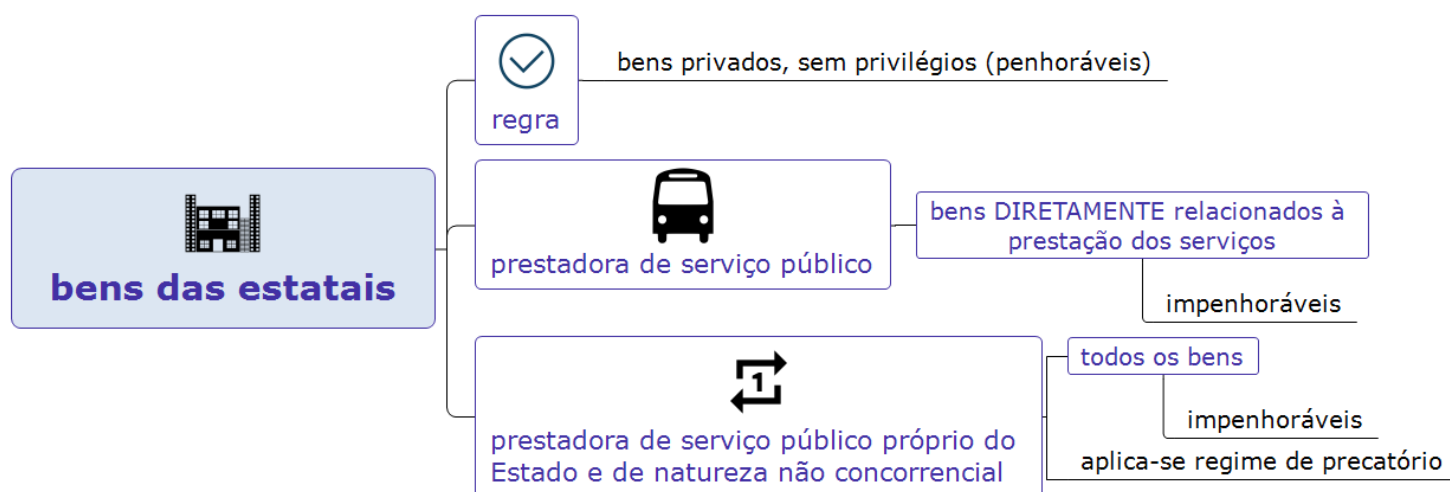 bens das estatais
regra
bens privados, sem privilégios (penhoráveis)
prestadora de serviço público
bens DIRETAMENTE relacionados à
prestação dos serviços
impenhoráveis
1
prestadora de serviço público próprio do
Estado e de natureza não concorrencial
todos os bens
impenhoráveis
aplica-se regime de precatório